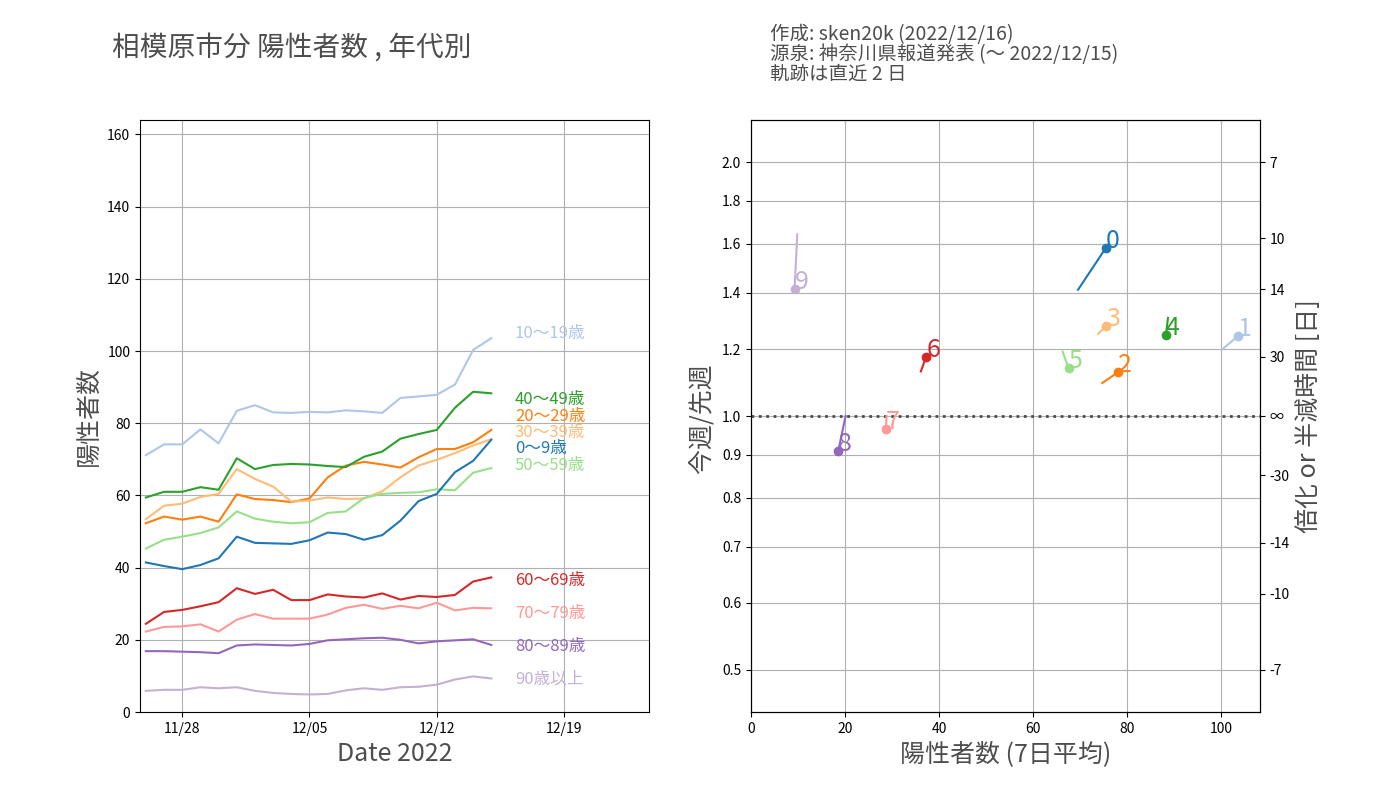 相模原市分 陽性者数 , 年代別
作成: sken20k (2022/12/16)
源泉: 神奈川県報道発表 (〜 2022/12/15)
軌跡は直近 2 日
陽性者数
160
140
120
100
80
60
40
20
0
10〜19歳
40〜49歳
20〜29歳
30〜39歳
0〜9歳
50〜59歳
60〜69歳
70〜79歳
80〜89歳
90歳以上
11/28 12/05 12/12 12/19
Date 2022
今週/先週
2.0
1.8
1.6
1.4
1.2
1.0
0.9
0.8
0.7
0.6
0.5
0
9
3
4
1
6
5
2
7
8
7
10
14
30
∞
-30
-14
-10
-7
倍化 or 半減時間 [日]
0 20 40 60 80 100
陽性者数 (7日平均)